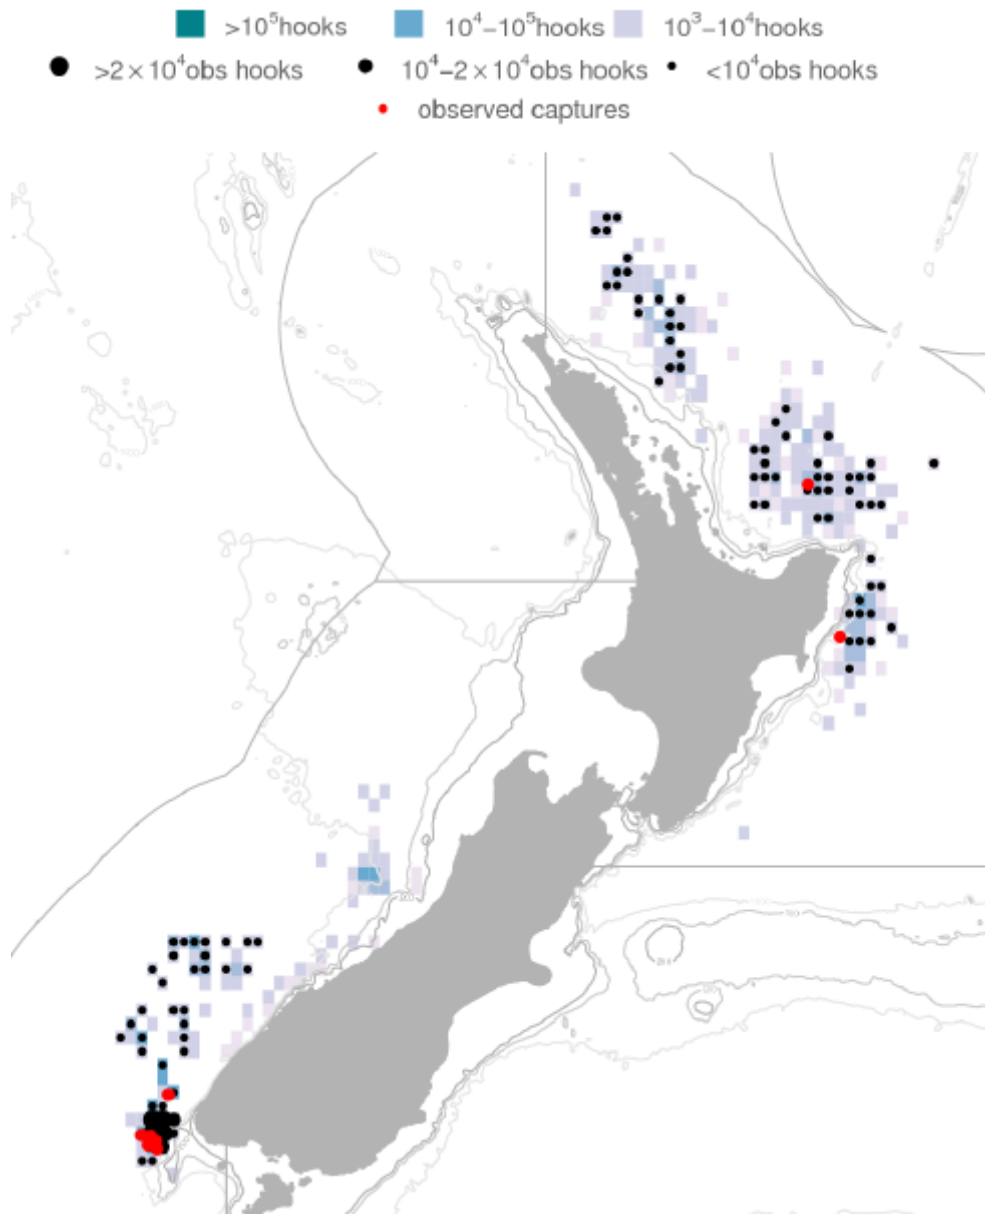 >10⁵hooks 10⁴–10⁵hooks 10³–10⁴hooks
>2×10⁴obs hooks 10⁴–2×10⁴obs hooks <10⁴obs hooks
observed captures